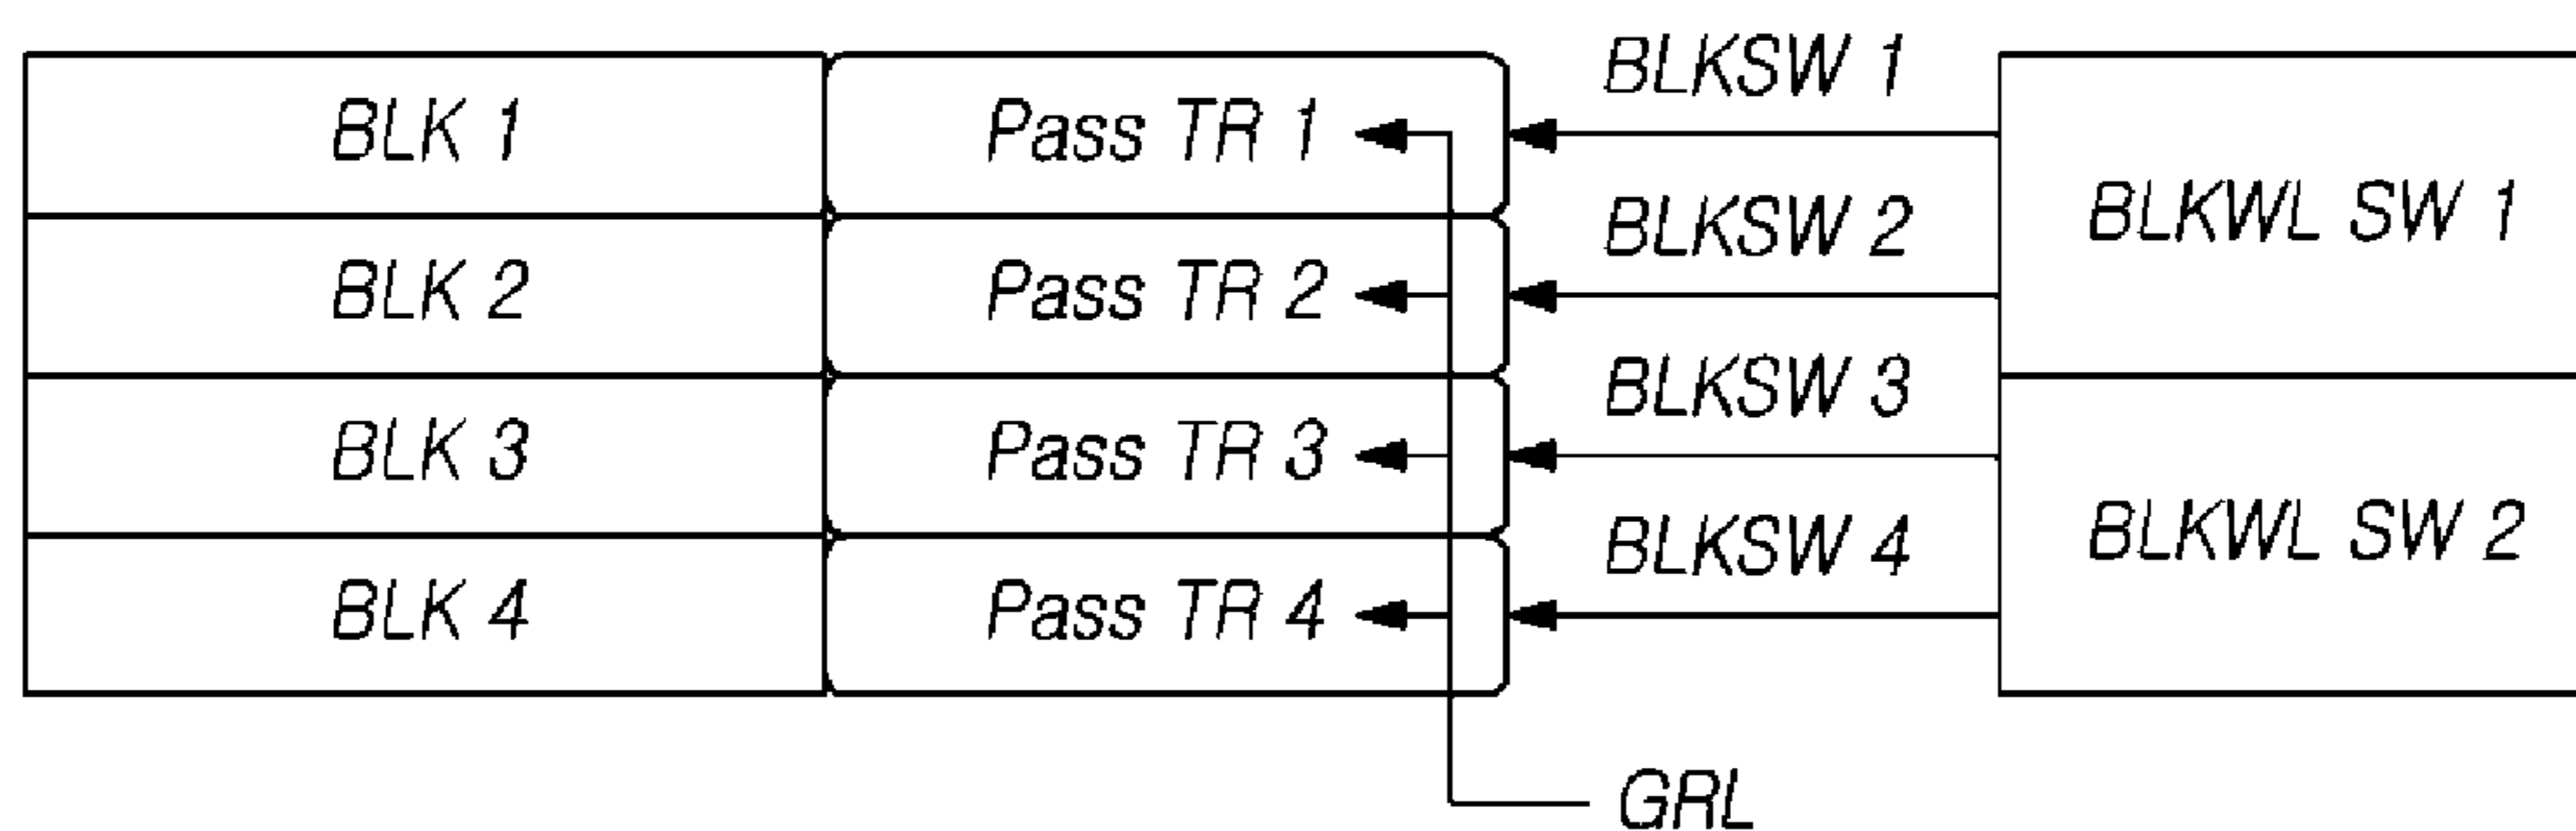 BLK 1
Pass TR 1
BLKSW 1
BLKWL SW 1
BLK 2
Pass TR 2
BLKSW 2
BLK 3
Pass TR 3
BLKSW 3
BLKWL SW 2
BLK 4
Pass TR 4
BLKSW 4
GRL